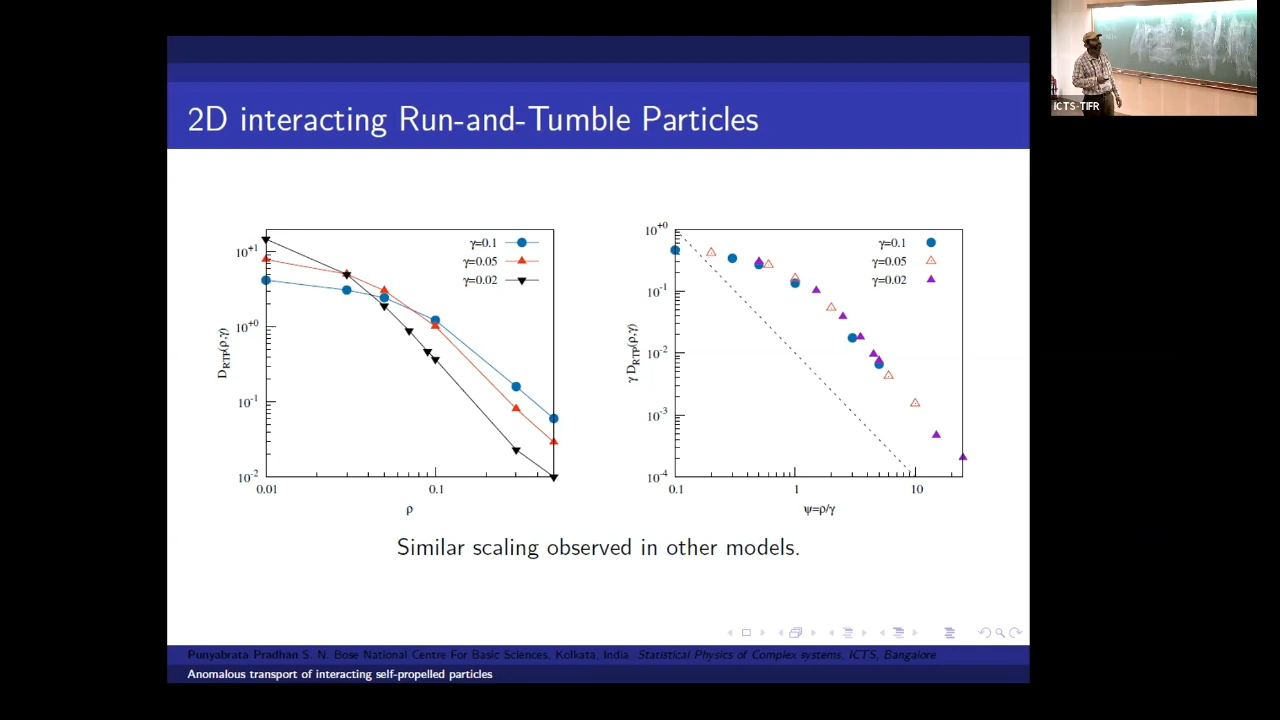 2D interacting Run-and-Tumble Particles
γ=0.1
γ=0.05
γ=0.02
10+1
10+0
10-1
10-2
0.01
0.1
DRTP(ρ,γ)
ρ
γ=0.1
γ=0.05
γ=0.02
10+0
10-1
10-2
10-3
10-4
0.1
1
10
γ DRTP(ρ,γ)
ψ=ρ/γ
Similar scaling observed in other models.
Punyabrata Pradhan S. N. Bose National Centre For Basic Sciences, Kolkata, India. Statistical Physics of Complex systems, ICTS, Bangalore
Anomalous transport of interacting self-propelled particles
ICTS-TIFR